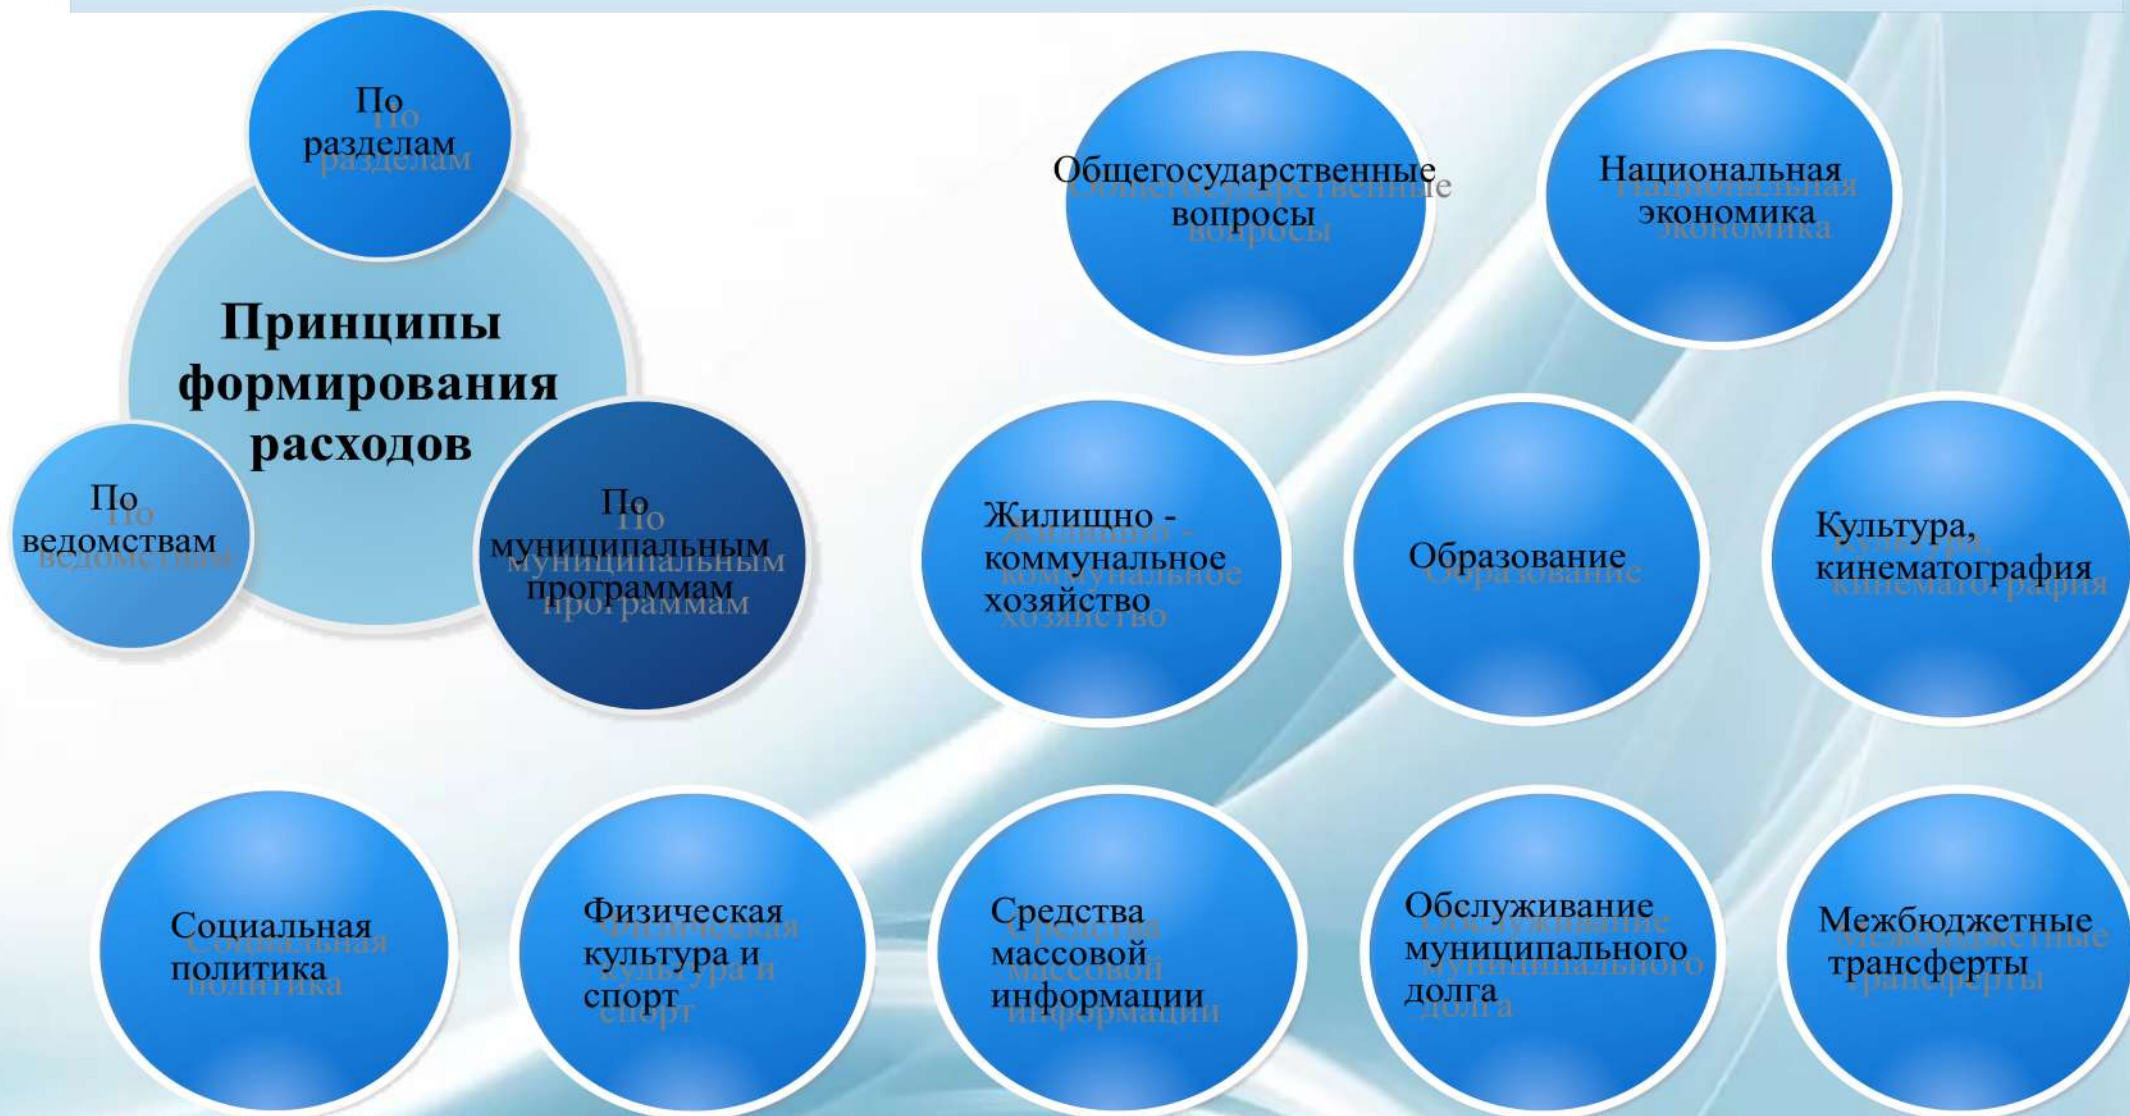 По
разделам
Принципы
формирования
расходов
По
ведомствам
По
муниципальным
программам
Общегосударственные
вопросы
Национальная
экономика
Жилищно -
коммунальное
хозяйство
Образование
Культура,
кинематография
Социальная
политика
Физическая
культура и
спорт
Средства
массовой
информации
Обслуживание
муниципального
долга
Межбюджетные
трансферты